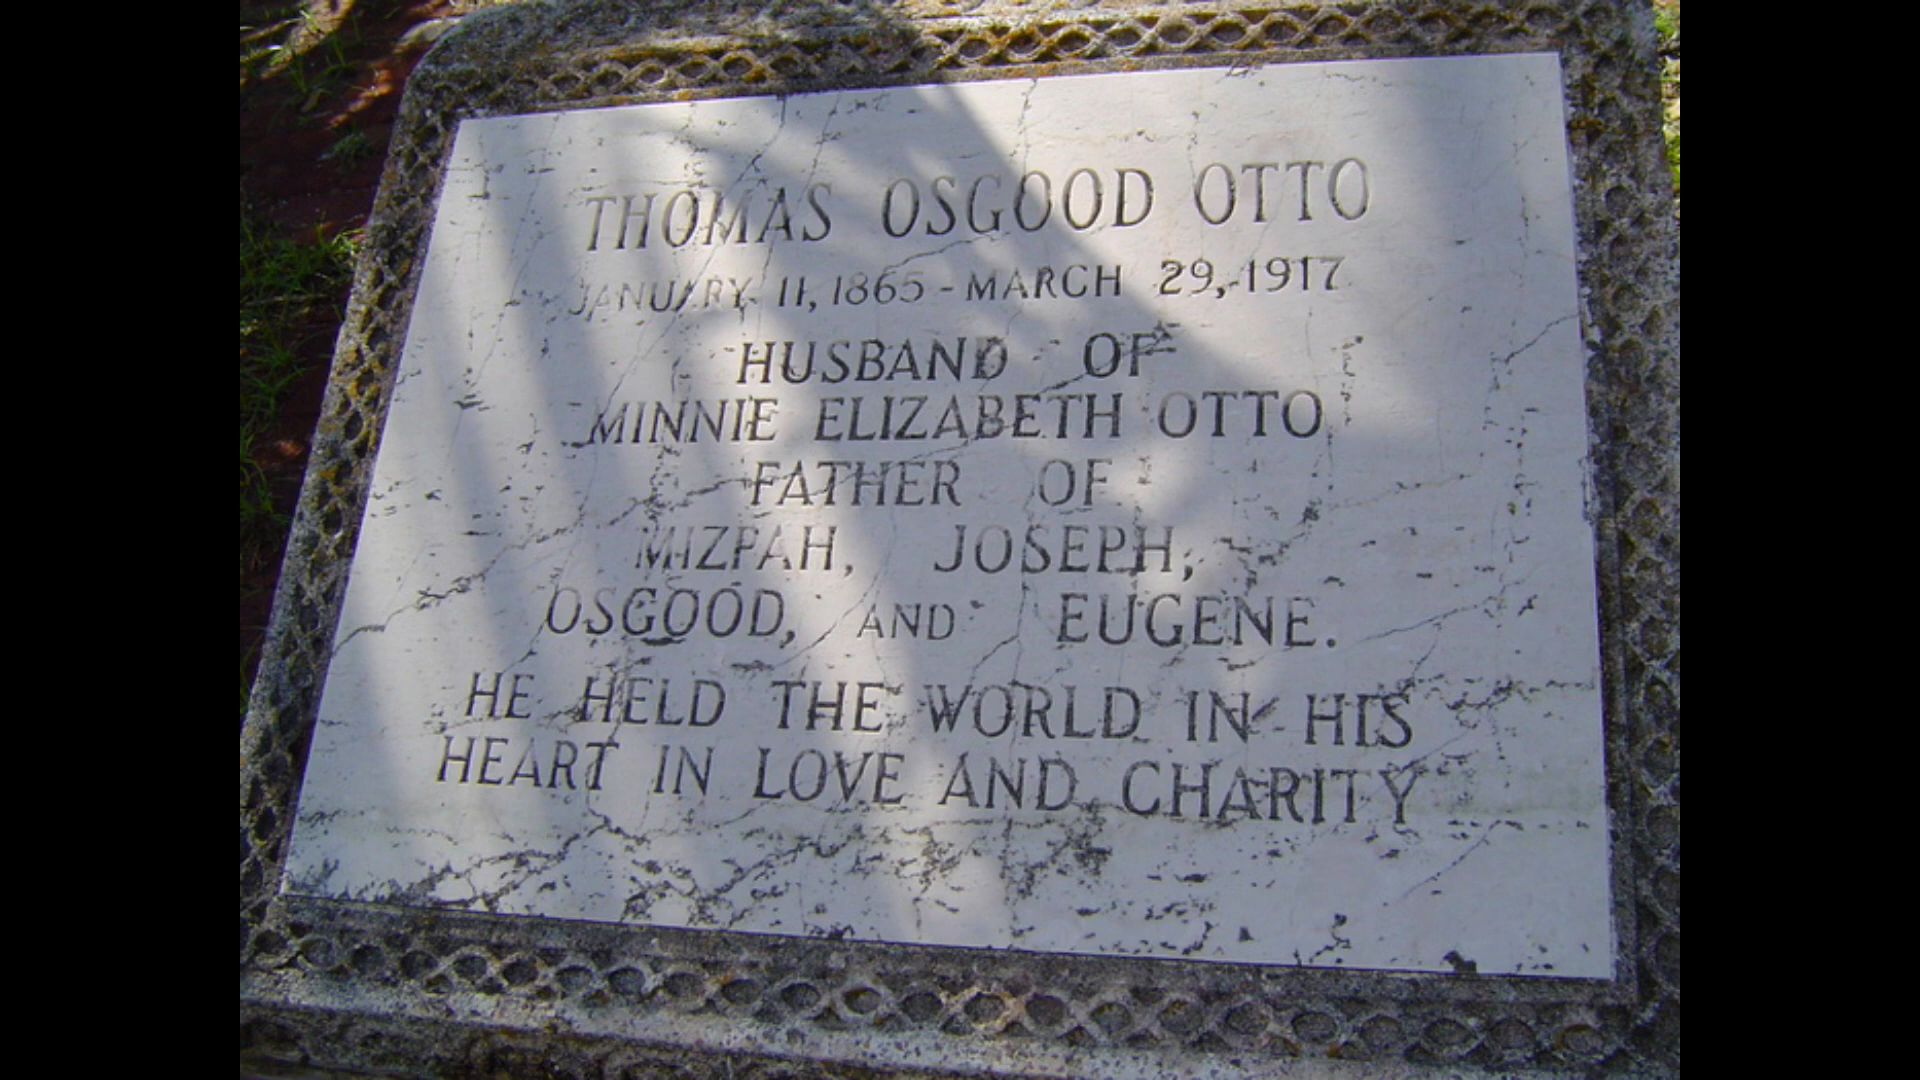 THOMAS OSGOOD OTTO
JANUARY 11, 1865 - MARCH 29, 1917
HUSBAND OF
MINNIE ELIZABETH OTTO
FATHER OF
MIZPAH, JOSEPH,
OSGOOD, AND EUGENE.
HE HELD THE WORLD IN HIS
HEART IN LOVE AND CHARITY